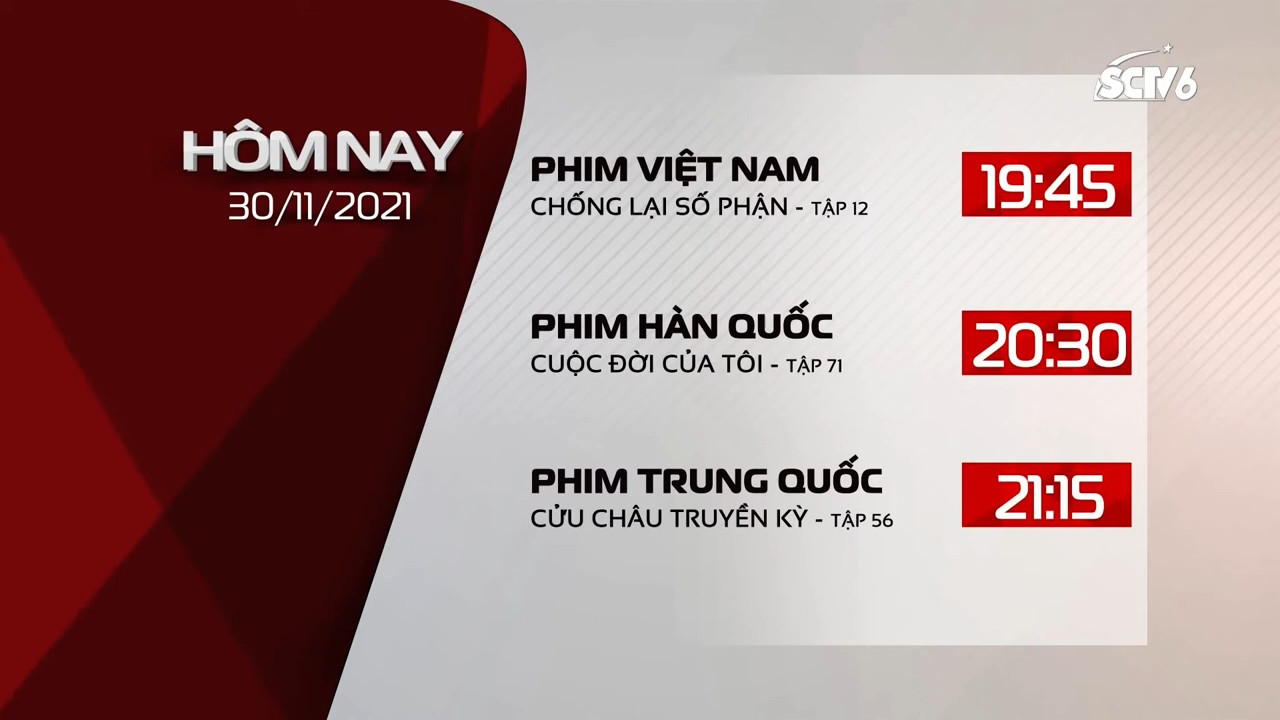 SCTV6
HÔM NAY
30/11/2021
PHIM VIỆT NAM
CHỐNG LẠI SỐ PHẬN - TẬP 12
19:45
PHIM HÀN QUỐC
CUỘC ĐỜI CỦA TÔI - TẬP 71
20:30
PHIM TRUNG QUỐC
CỬU CHÂU TRUYỀN KỲ - TẬP 56
21:15